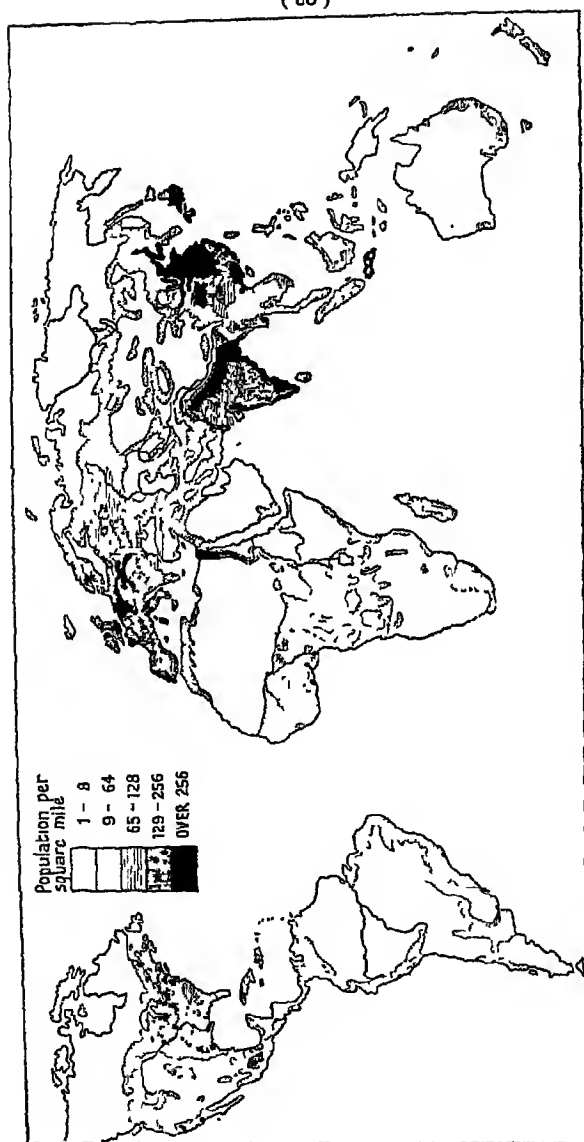 Population per
square mile
1 - 8
9 - 64
65 - 128
129 - 256
OVER 256